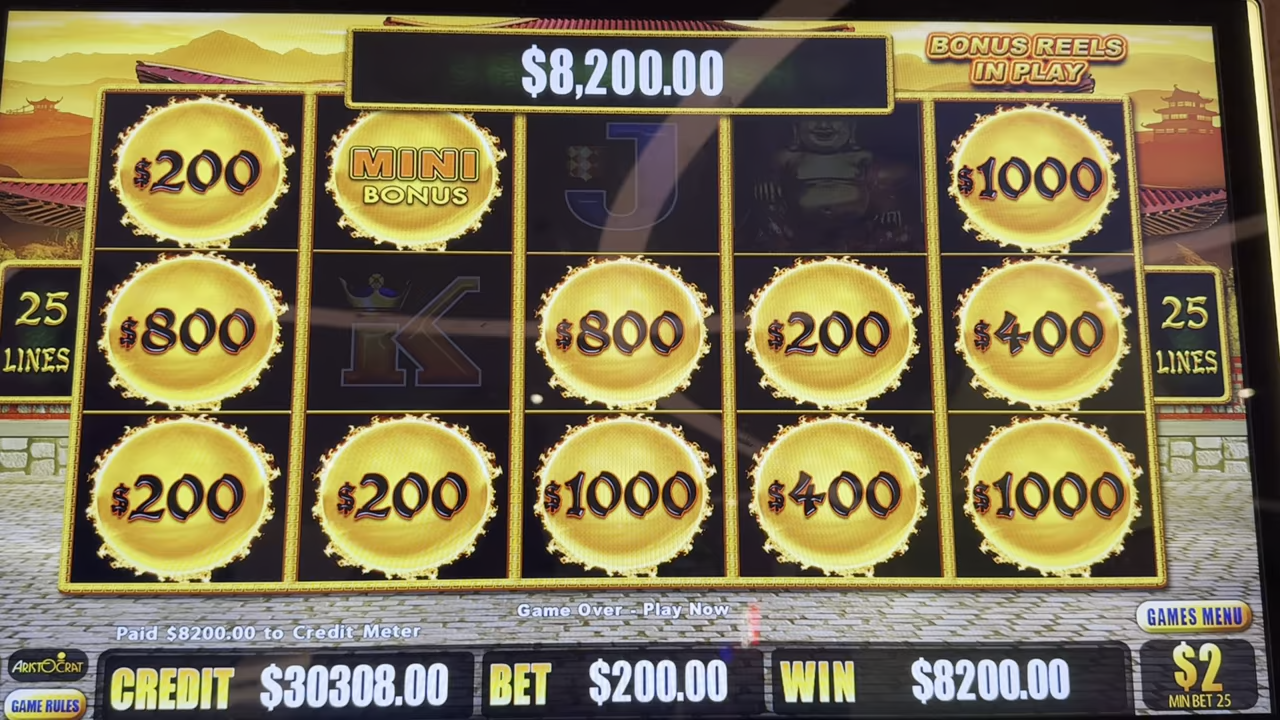 $8,200.00
BONUS REELS
IN PLAY
$200
MINI
BONUS
J
$1000
25
LINES
$800
K
$800
$200
$400
25
LINES
$200
$200
$1000
$400
$1000
Game Over - Play Now
Paid $8200.00 to Credit Meter
GAMES MENU
ARISTOCRAT
GAME RULES
CREDIT $30308.00
BET $200.00
WIN $8200.00
$2
MIN BET 25